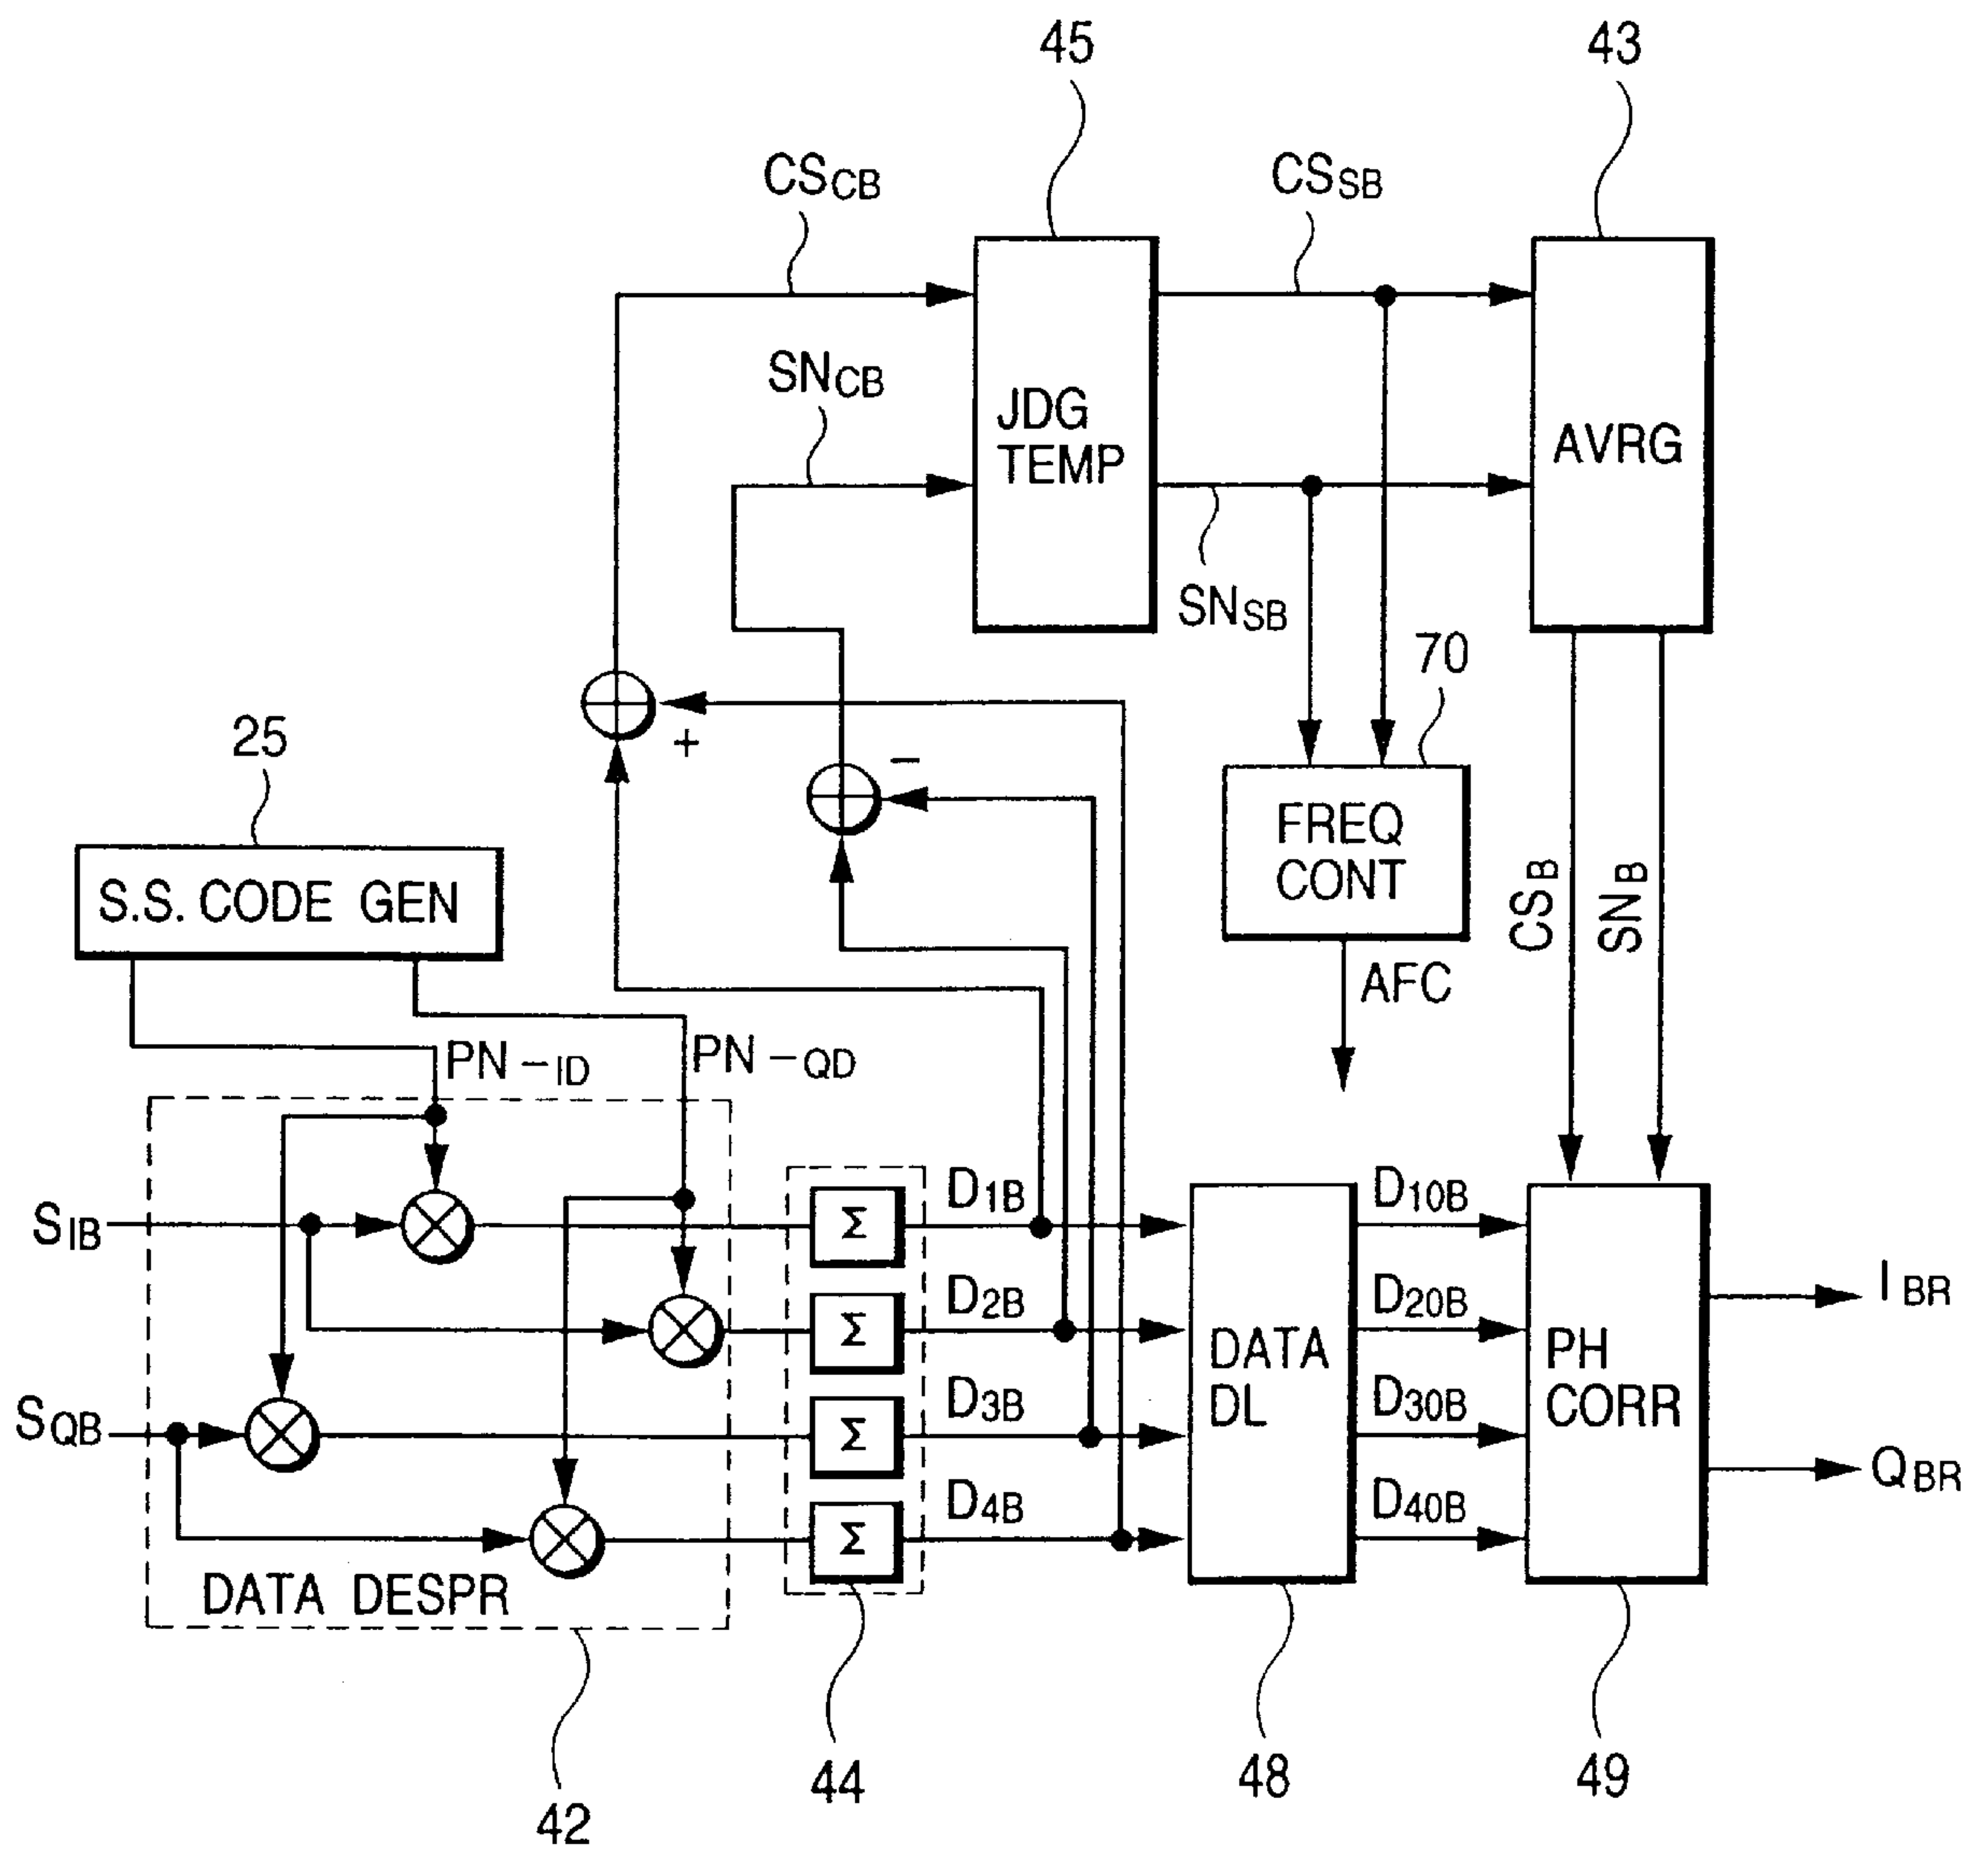 45
43
CSCB
CSSB
SNCB
JDG
TEMP
AVRG
SNSB
70
+
−
25
FREQ
CONT
S.S. CODE GEN
CSB
SNB
AFC
PN-ID
PN-QD
SIB
Σ
D1B
D10B
IBR
Σ
D2B
D20B
DATA
DL
PH
CORR
SQB
Σ
D3B
D30B
QBR
Σ
D4B
D40B
DATA DESPR
42
44
48
49